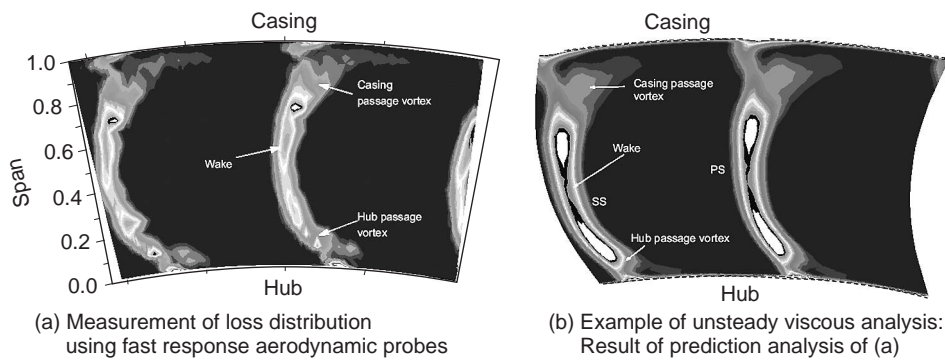 Casing
1.0
0.8
0.6
0.4
0.2
0.0
Span
Casing
passage vortex
Wake
Hub passage
vortex
Hub
(a) Measurement of loss distribution
using fast response aerodynamic probes
Casing
Casing passage
vortex
Wake
PS
SS
Hub passage vortex
Hub
(b) Example of unsteady viscous analysis:
Result of prediction analysis of (a)